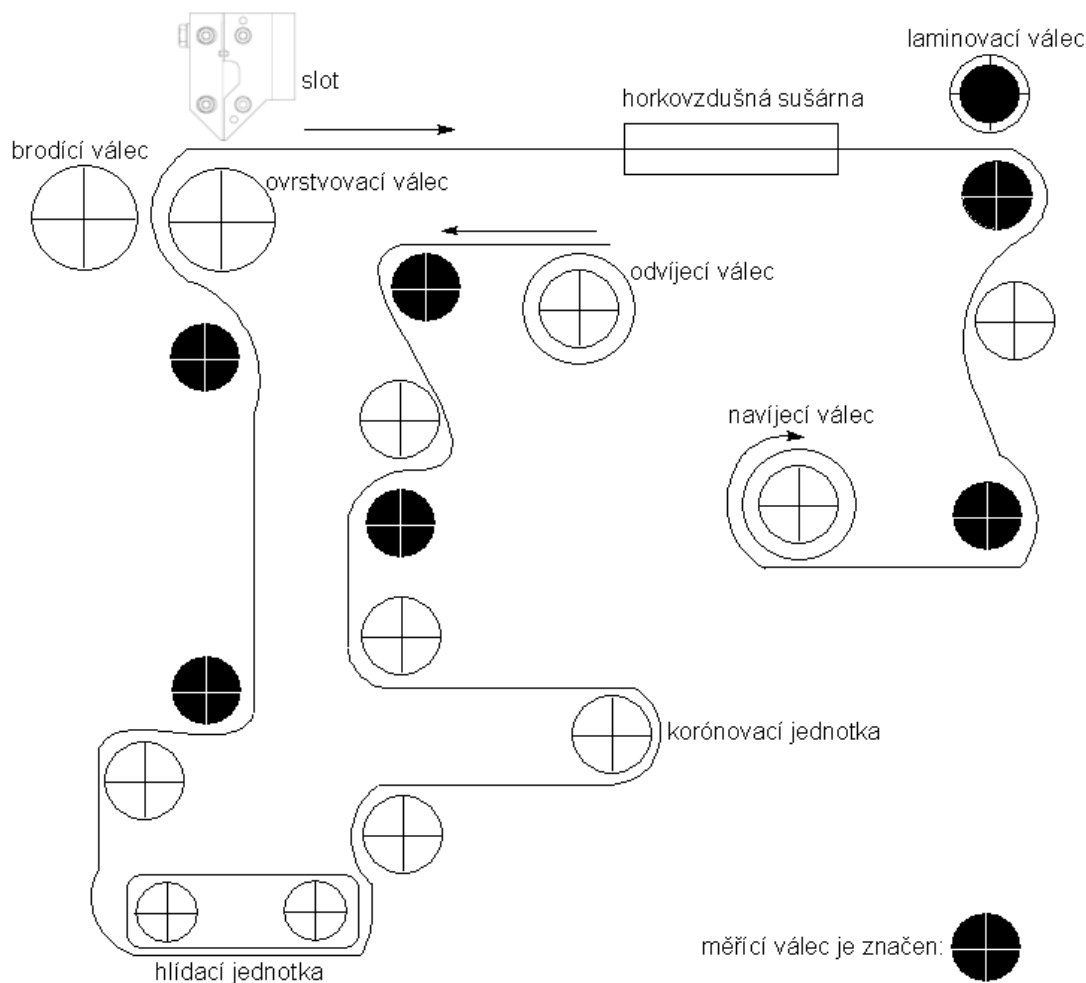 laminovací válec
slot
horkovzdušná sušárna
brodící válec
ovrstvovací válec
odvíjecí válec
navíjecí válec
korónovací jednotka
měřící válec je značen:
hlídací jednotka